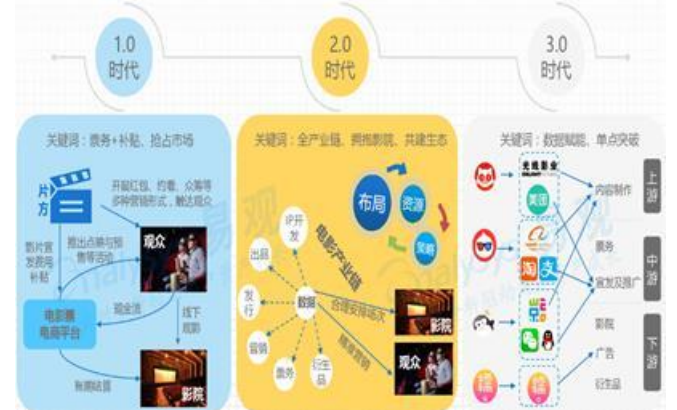 1.0
时代
2.0
时代
3.0
时代
关键词：票务+补贴、抢占市场
片方
开展红包、约看、众筹等
多种营销形式，触达观众
影片宣
发费用
补贴
推出点映与预
售等活动
观众
电影票
电商平台
现金流
线下
观影
账期结算
影院
关键词：全产业链、拥抱影院、共建生态
布局
资源
策略
电影产业链
IP开
发
出品
发行
营销
票务
衍生
品
数据
合理安排场次
精准营销
影院
观众
关键词：数据赋能、单点突破
光线影业
美团
淘
支
内容制作
票务
宣发及推广
影院
广告
衍生品
上游
中游
下游
易观